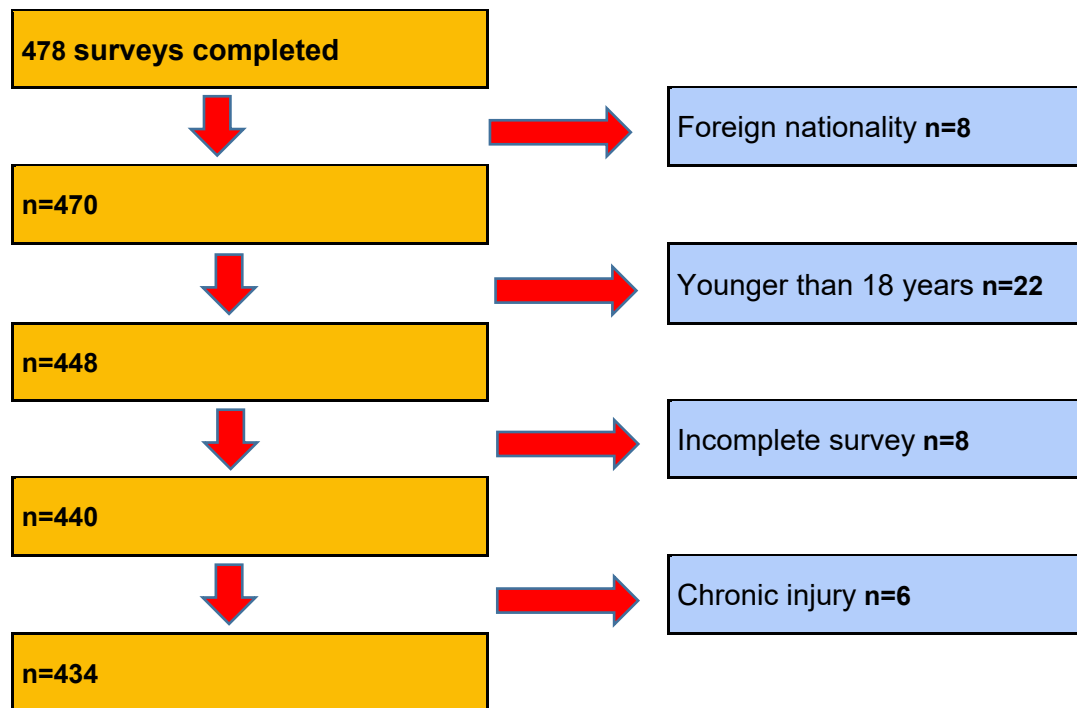 478 surveys completed
Foreign nationality n=8
n=470
Younger than 18 years n=22
n=448
Incomplete survey n=8
n=440
Chronic injury n=6
n=434